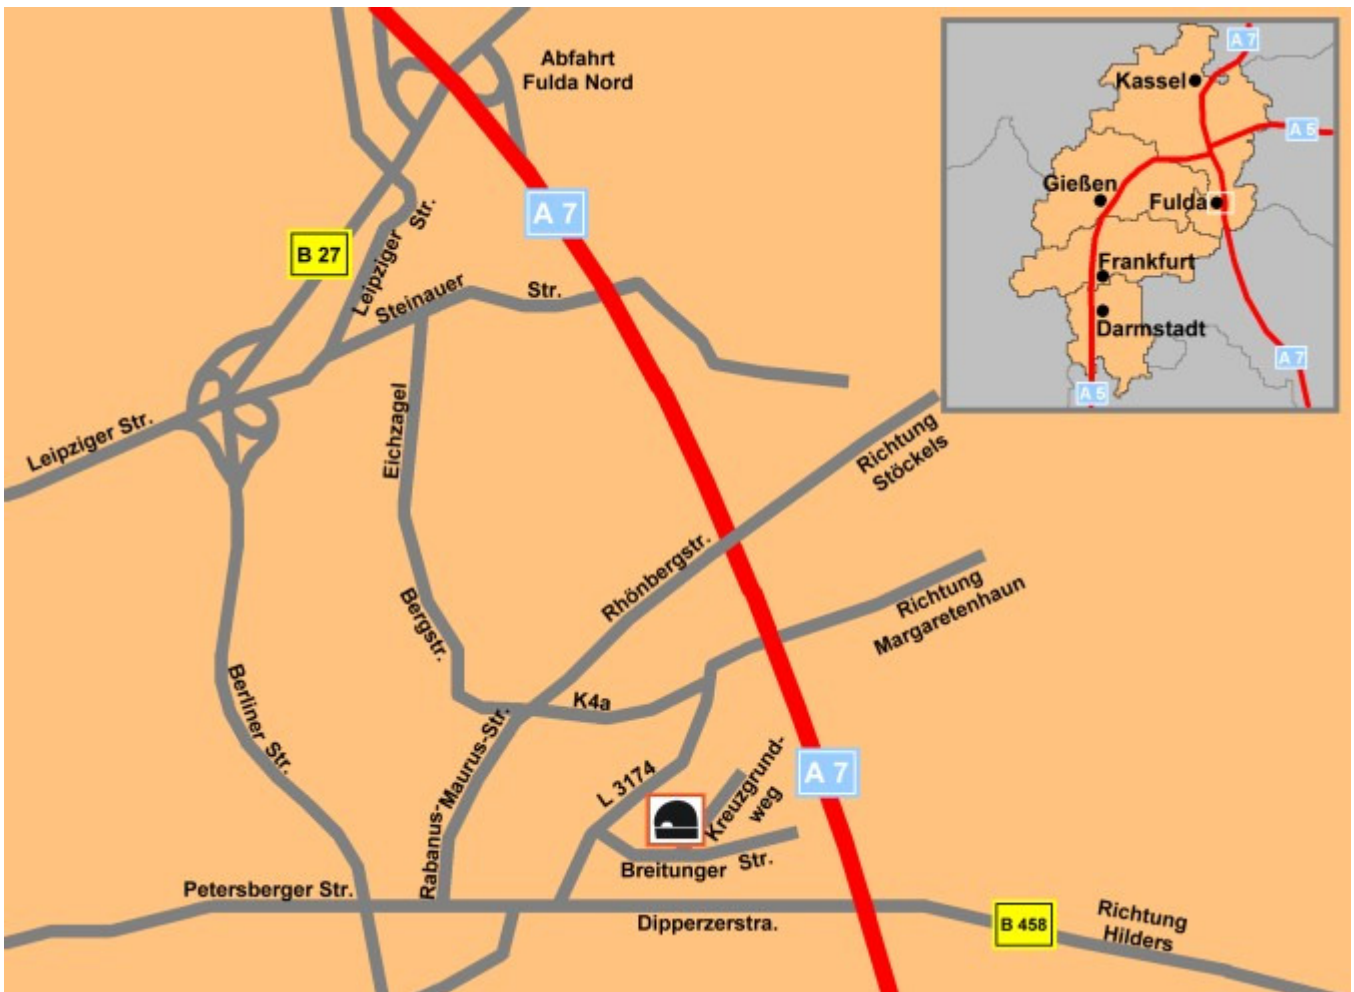 Abfahrt
Fulda Nord
A 7
B 27
Leipziger Str.
Steinauer Str.
Leipziger Str.
Eichzagel
Richtung
Stöckels
Rhönbergstr.
Bergstr.
Richtung
Margaretenhaun
Berliner Str.
K4a
Rabanus-Maurus-Str.
L 3174
A 7
Kreuzgrund-
weg
Breitunger Str.
Petersberger Str.
Dipperzerstra.
B 458
Richtung
Hilders
A 7
Kassel
A 5
Gießen
Fulda
Frankfurt
Darmstadt
A 7
A 5